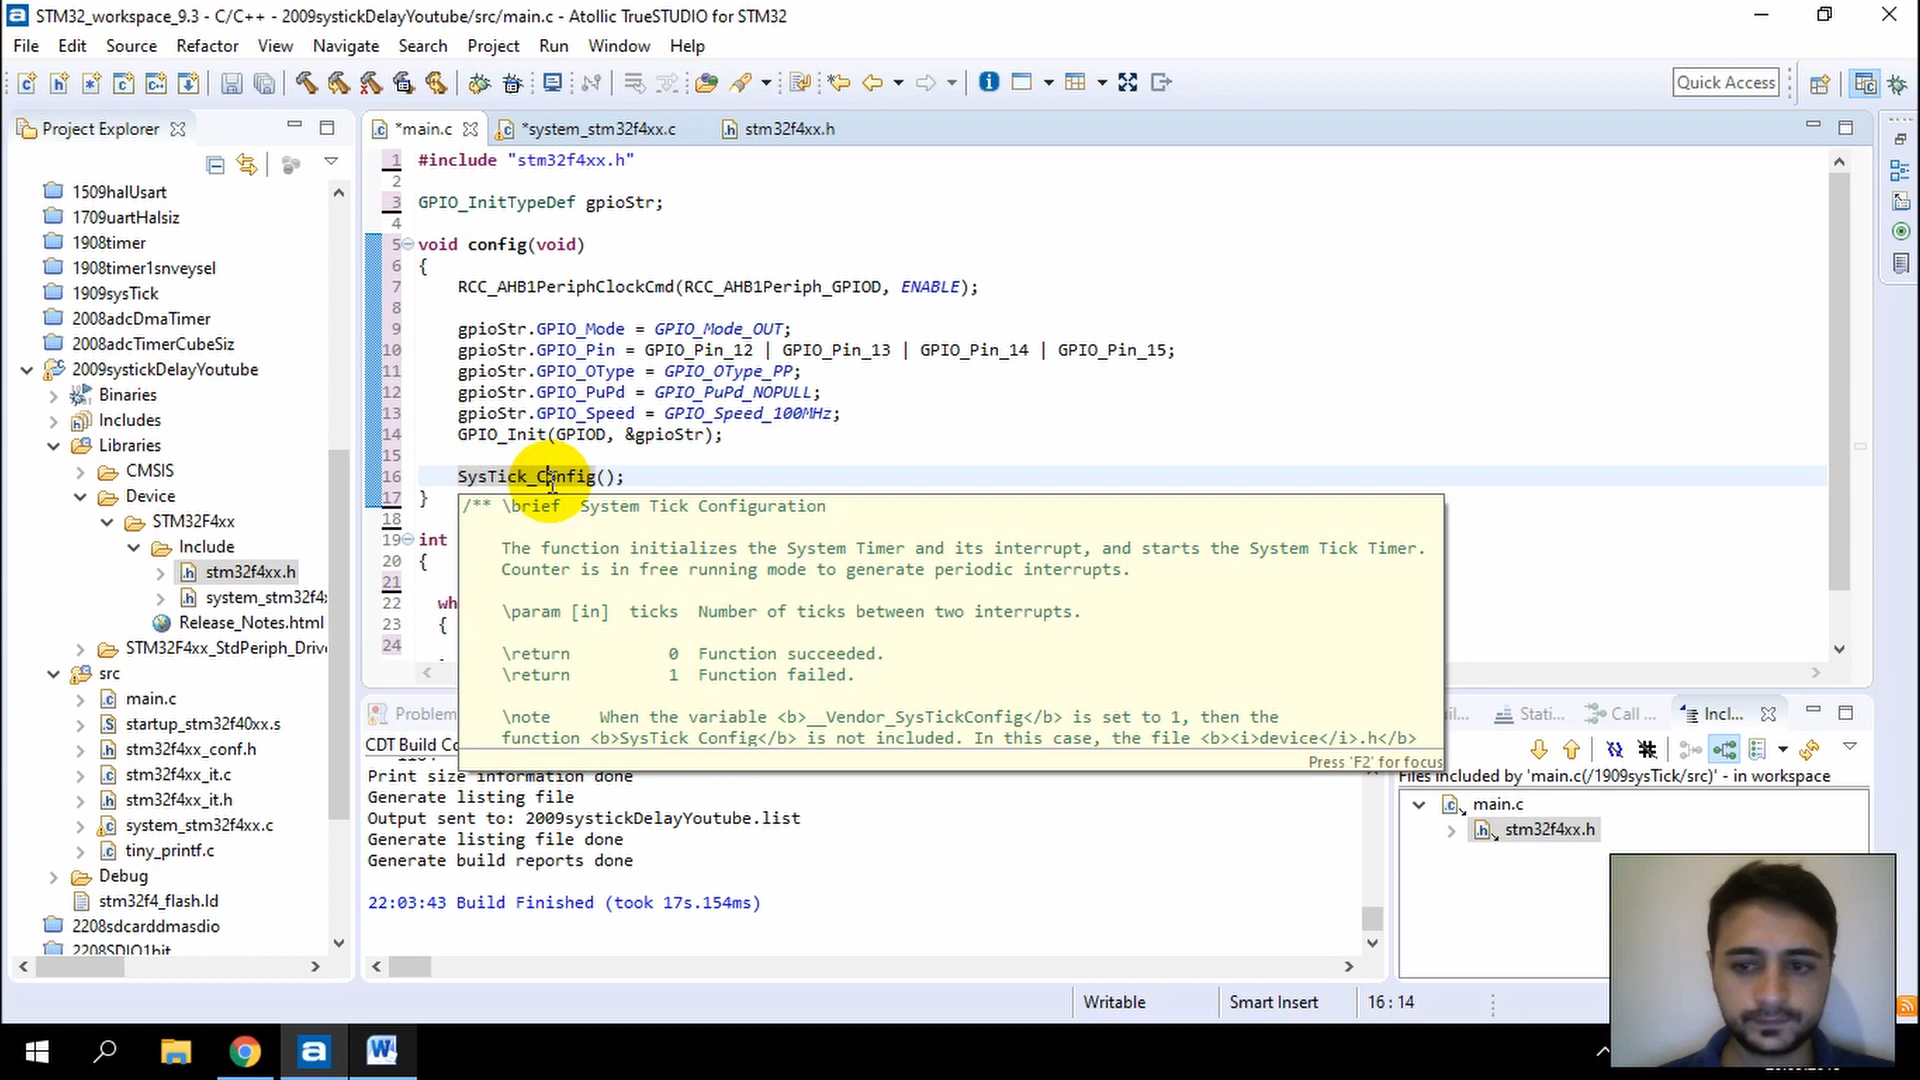 STM32_workspace_9.3 - C/C++ - 2009systickDelayYoutube/src/main.c - Atollic TrueSTUDIO for STM32
File Edit Source Refactor View Navigate Search Project Run Window Help
Quick Access
Project Explorer
1509halUsart
1709uartHalsiz
1908timer
1908timer1snveysel
1909sysTick
2008adcDmaTimer
2008adcTimerCubeSiz
2009systickDelayYoutube
Binaries
Includes
Libraries
CMSIS
Device
STM32F4xx
Include
stm32f4xx.h
system_stm32f4
Release_Notes.html
STM32F4xx_StdPeriph_Driv
src
main.c
startup_stm32f40xx.s
stm32f4xx_conf.h
stm32f4xx_it.c
stm32f4xx_it.h
system_stm32f4xx.c
tiny_printf.c
Debug
stm32f4_flash.ld
2208sdcarddmasdio
2208SDIO1bit
*main.c *system_stm32f4xx.c stm32f4xx.h
1 #include "stm32f4xx.h"
2
3 GPIO_InitTypeDef gpioStr;
4
5 void config(void)
6 {
7 RCC_AHB1PeriphClockCmd(RCC_AHB1Periph_GPIOD, ENABLE);
8
9 gpioStr.GPIO_Mode = GPIO_Mode_OUT;
10 gpioStr.GPIO_Pin = GPIO_Pin_12 | GPIO_Pin_13 | GPIO_Pin_14 | GPIO_Pin_15;
11 gpioStr.GPIO_OType = GPIO_OType_PP;
12 gpioStr.GPIO_PuPd = GPIO_PuPd_NOPULL;
13 gpioStr.GPIO_Speed = GPIO_Speed_100MHz;
14 GPIO_Init(GPIOD, &gpioStr);
15
16 SysTick_Config();
17 }
18
19 int
20 {
21
22 wh
23 {
24
/** \brief System Tick Configuration
The function initializes the System Timer and its interrupt, and starts the System Tick Timer.
Counter is in free running mode to generate periodic interrupts.
\param [in] ticks Number of ticks between two interrupts.
\return 0 Function succeeded.
\return 1 Function failed.
\note When the variable <b>__Vendor_SysTickConfig</b> is set to 1, then the
function <b>SysTick_Config</b> is not included. In this case, the file <b><i>device</i>.h</b>
Press 'F2' for focus
Problem
CDT Build Co
Print size information done
Generate listing file
Output sent to: 2009systickDelayYoutube.list
Generate listing file done
Generate build reports done
22:03:43 Build Finished (took 17s.154ms)
Stati... Call ... Incl...
Files included by 'main.c(/1909sysTick/src)' - in workspace
main.c
stm32f4xx.h
Writable Smart Insert 16 : 14